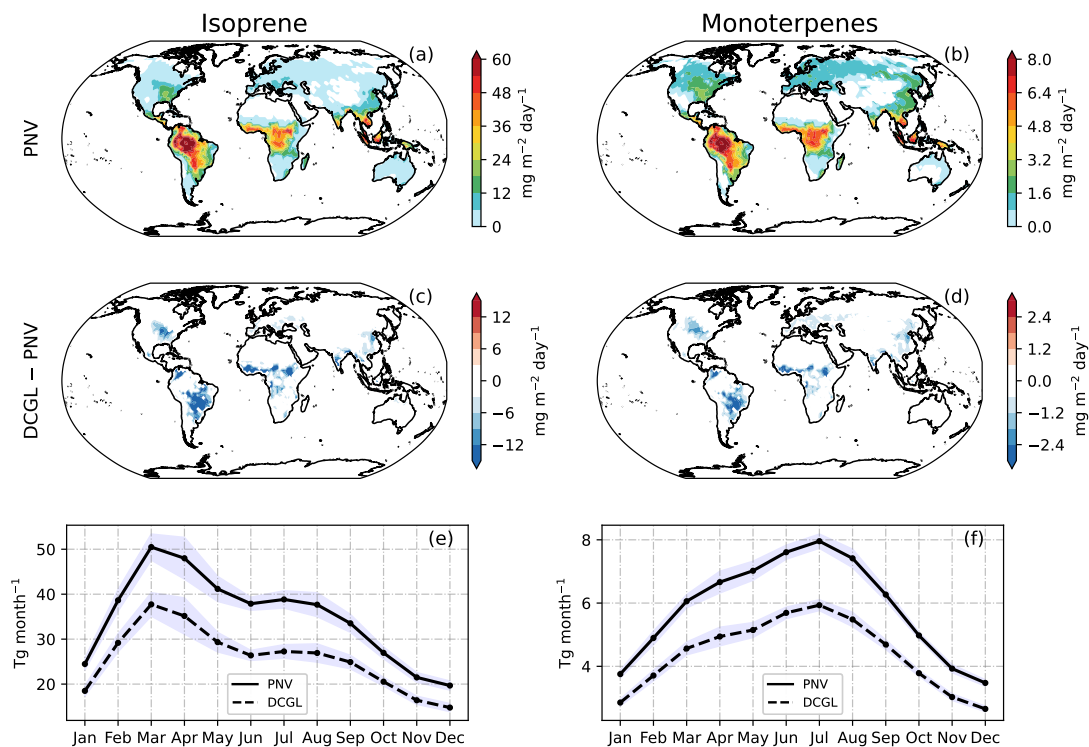 Isoprene
Monoterpenes
PNV
(a)
60
48
36
24
12
0
mg m⁻² day⁻¹
(b)
8.0
6.4
4.8
3.2
1.6
0.0
mg m⁻² day⁻¹
DCGL − PNV
(c)
12
6
0
−6
−12
mg m⁻² day⁻¹
(d)
2.4
1.2
0.0
−1.2
−2.4
mg m⁻² day⁻¹
Tg month⁻¹
50
40
30
20
(e)
PNV
DCGL
Jan Feb Mar Apr May Jun Jul Aug Sep Oct Nov Dec
Tg month⁻¹
8
6
4
(f)
PNV
DCGL
Jan Feb Mar Apr May Jun Jul Aug Sep Oct Nov Dec